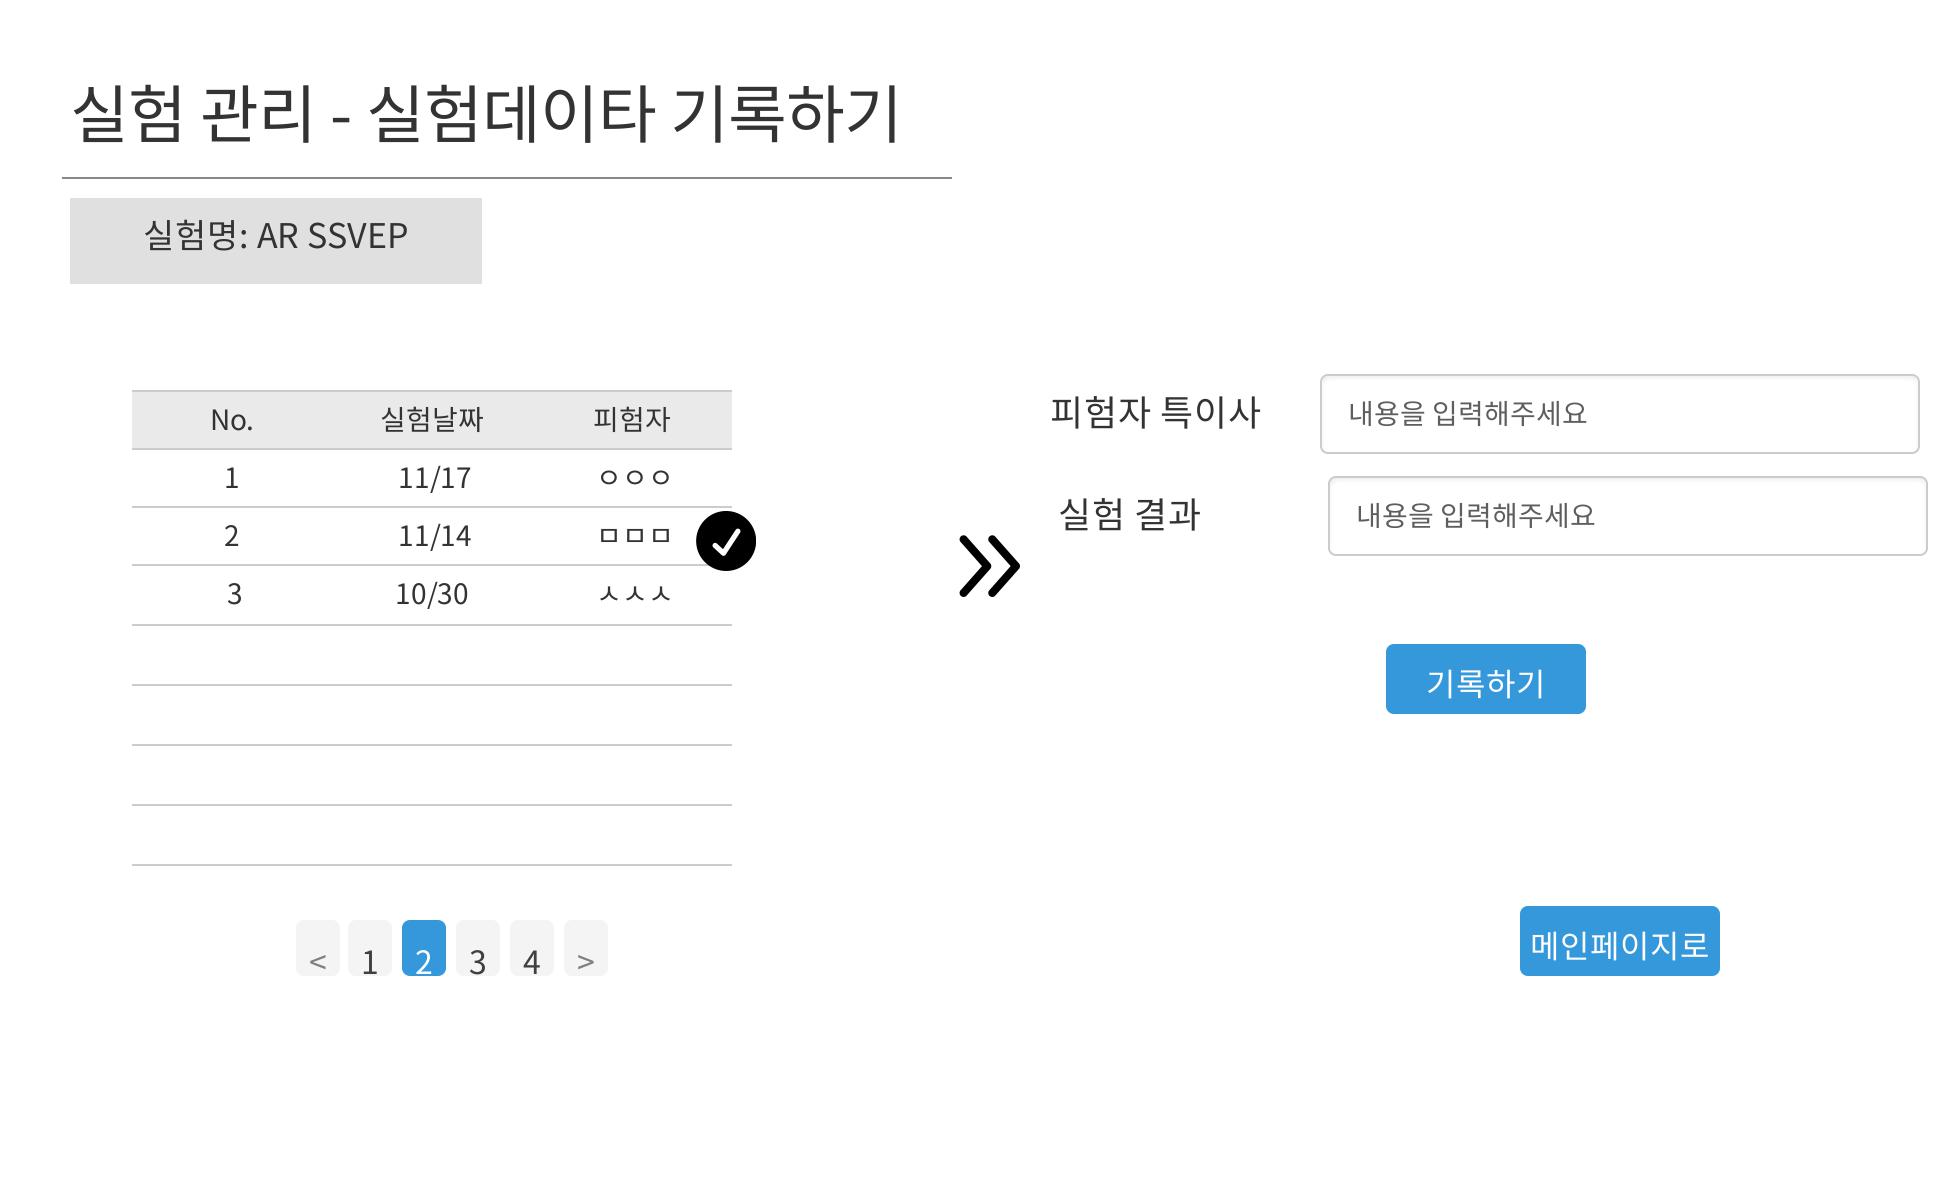 실험 관리 - 실험데이타 기록하기
실험명: AR SSVEP
No. 실험날짜 피험자
1 11/17 ㅇㅇㅇ
2 11/14 ㅁㅁㅁ
3 10/30 ㅅㅅㅅ
< 1 2 3 4 >
피험자 특이사 내용을 입력해주세요
실험 결과 내용을 입력해주세요
기록하기
메인페이지로